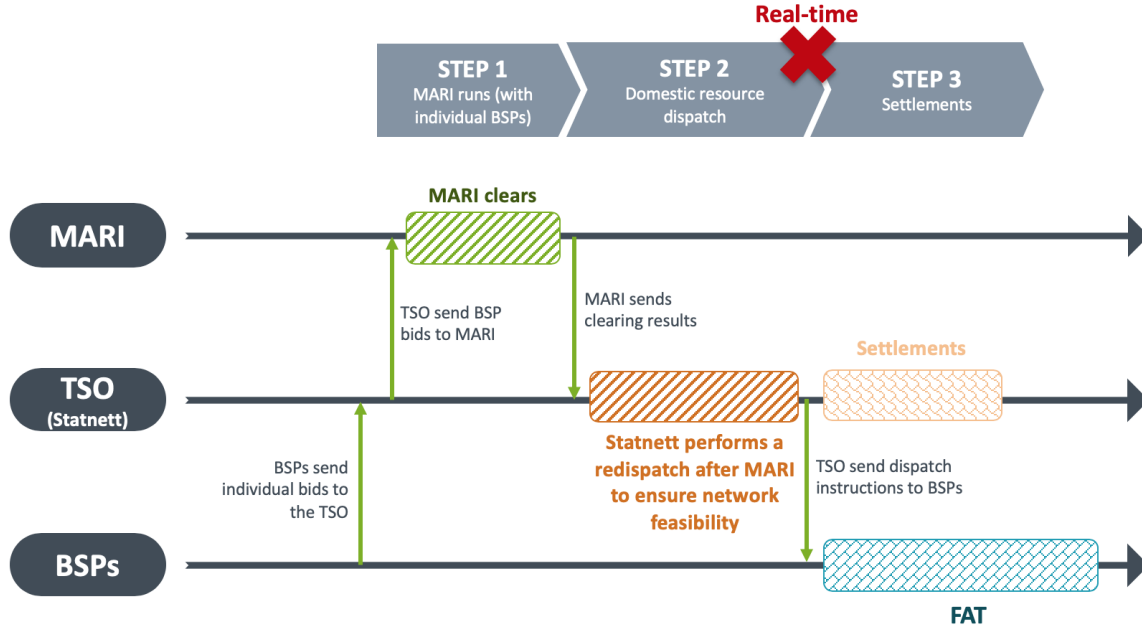 Real-time
STEP 1
MARI runs (with
individual BSPs)
STEP 2
Domestic resource
dispatch
STEP 3
Settlements
MARI clears
MARI
TSO send BSP
bids to MARI
MARI sends
clearing results
Settlements
TSO
(Statnett)
BSPs send
individual bids to
the TSO
Statnett performs a
redispatch after MARI
to ensure network
feasibility
TSO send dispatch
instructions to BSPs
BSPs
FAT